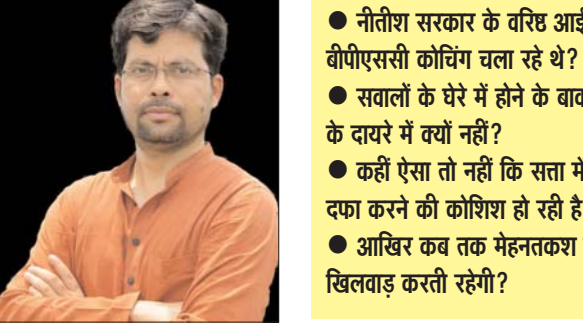 ● नीतीश सरकार के वरिष्ठ
बीपीएससी कोचिंग चला रहे थे?
● सवालों के घेरे में होने के
के दायरे में क्यों नहीं?
● कहीं ऐसा तो नहीं कि सत्ता
दफा करने की कोशिश हो रही है
● आखिर कब तक मेहनतकश
खिलवाड़ करती रहेगी?